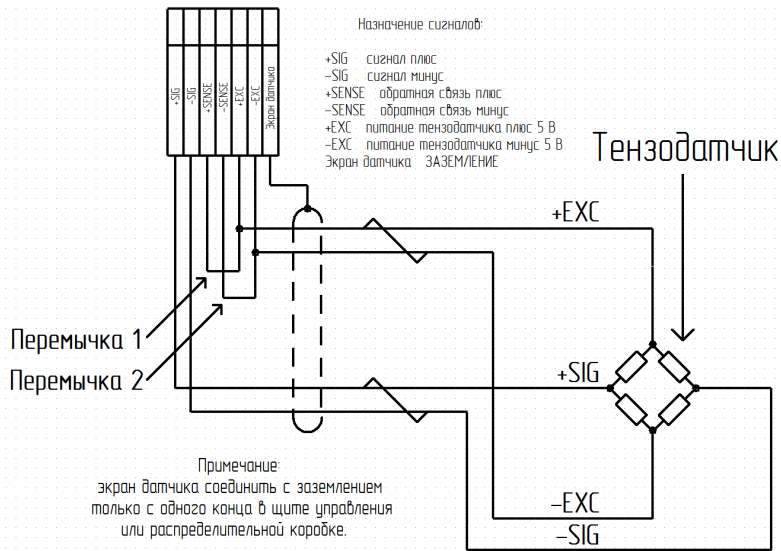 Назначение сигналов:
+SIG сигнал плюс
-SIG сигнал минус
+SENSE обратная связь плюс
-SENSE обратная связь минус
+EXC питание тензодатчика плюс 5 В
-EXC питание тензодатчика минус 5 В
Экран датчика ЗАЗЕМЛЕНИЕ
+SIG
-SIG
+SENSE
-SENSE
+EXC
-EXC
Экран датчика
Тензодатчик
+EXC
Перемычка 1
Перемычка 2
+SIG
-EXC
-SIG
Примечание:
экран датчика соединить с заземлением
только с одного конца в щите управления
или распределительной коробке.